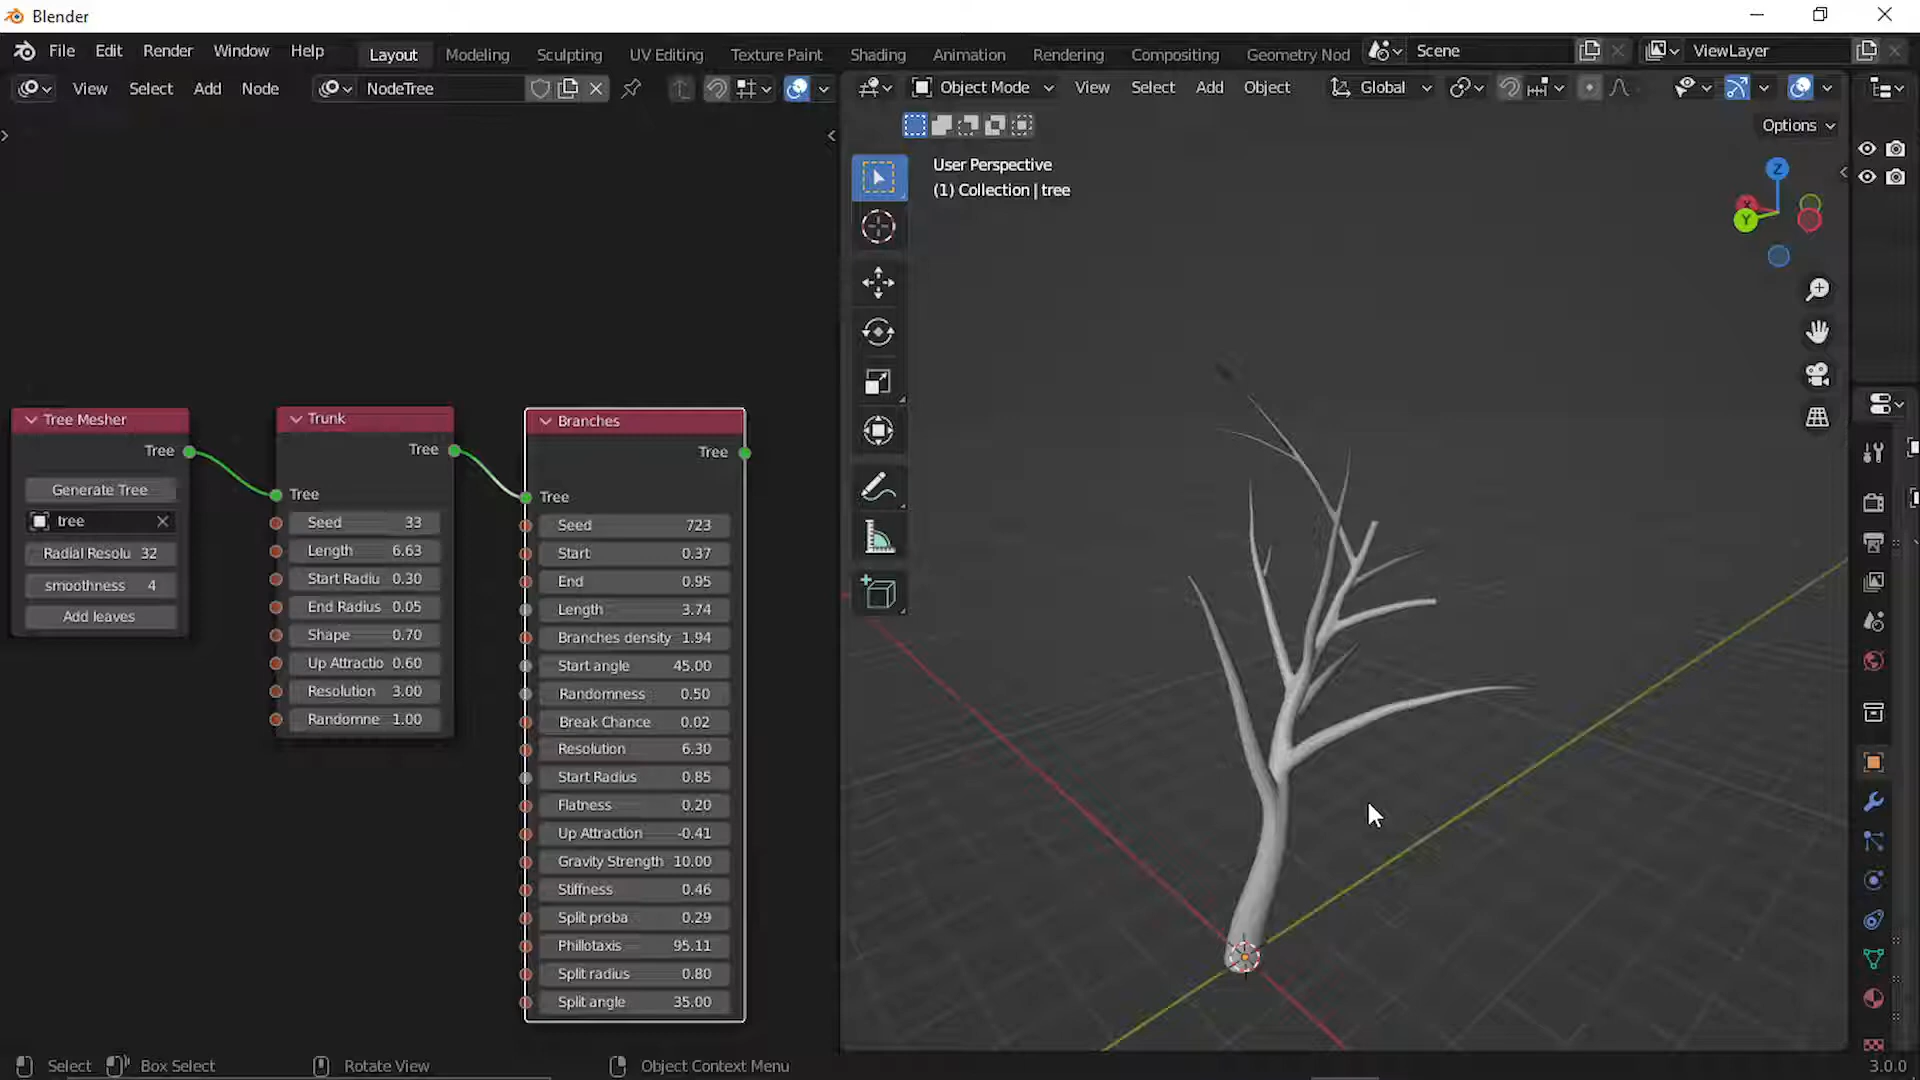 Blender
File Edit Render Window Help Layout Modeling Sculpting UV Editing Texture Paint Shading Animation Rendering Compositing Geometry Nod Scene ViewLayer
View Select Add Node NodeTree Object Mode View Select Add Object Global
Options
User Perspective
(1) Collection | tree
Z
X
Y
Tree Mesher
Tree
Generate Tree
tree
Radial Resolu 32
smoothness 4
Add leaves
Trunk
Tree
Tree
Seed 33
Length 6.63
Start Radiu 0.30
End Radius 0.05
Shape 0.70
Up Attractio 0.60
Resolution 3.00
Randomne 1.00
Branches
Tree
Tree
Seed 723
Start 0.37
End 0.95
Length 3.74
Branches density 1.94
Start angle 45.00
Randomness 0.50
Break Chance 0.02
Resolution 6.30
Start Radius 0.85
Flatness 0.20
Up Attraction -0.41
Gravity Strength 10.00
Stiffness 0.46
Split proba 0.29
Phillotaxis 95.11
Split radius 0.80
Split angle 35.00
Select Box Select Rotate View Object Context Menu 3.0.0